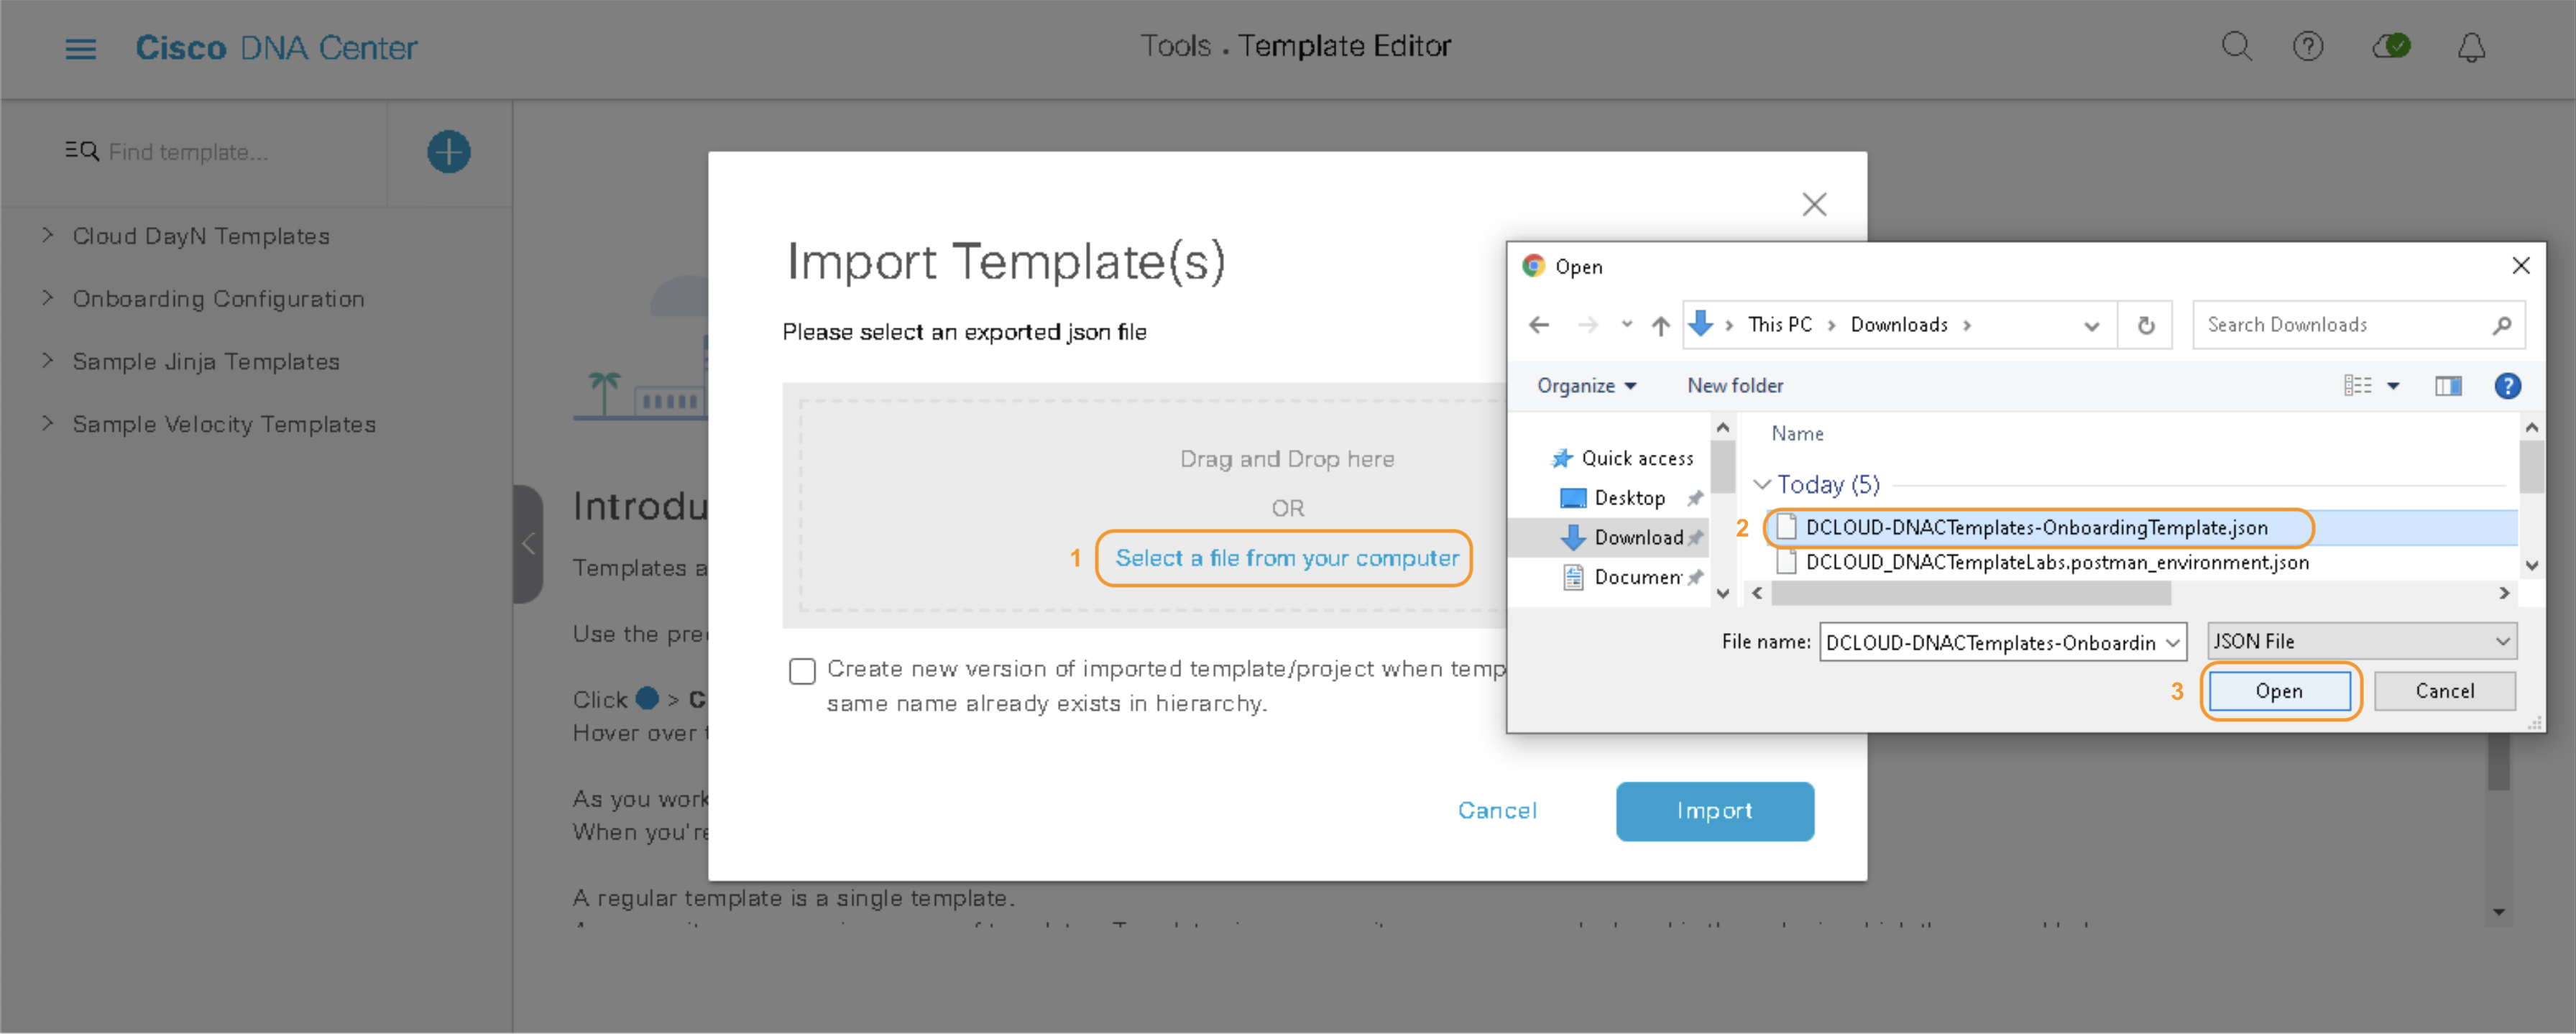 Cisco DNA Center
Tools . Template Editor
Find template...
Cloud DayN Templates
Onboarding Configuration
Sample Jinja Templates
Sample Velocity Templates
Introdu
Templates a
Use the pre
Click > C
Hover over
As you work
When you're
A regular template is a single template.
Import Template(s)
Please select an exported json file
Drag and Drop here
OR
1 Select a file from your computer
Create new version of imported template/project when temp
same name already exists in hierarchy.
Cancel Import
Open
This PC > Downloads >
Search Downloads
Organize New folder
Quick access
Desktop
Download
Documen
Name
Today (5)
2 DCLOUD-DNACTemplates-OnboardingTemplate.json
DCLOUD_DNACTemplateLabs.postman_environment.json
File name: DCLOUD-DNACTemplates-Onboardin JSON File
3 Open Cancel